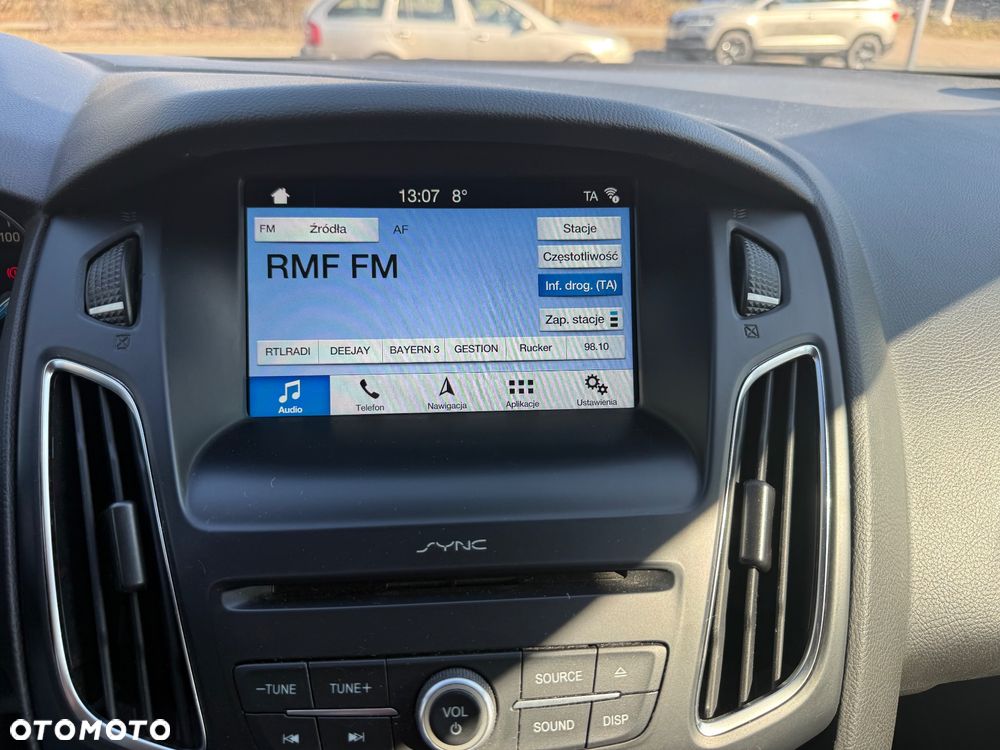 13:07 8° TA
FM Źródła AF Stacje
RMF FM
Częstotliwość
Inf. drog. (TA)
Zap. stacje
RTLRADI DEEJAY BAYERN 3 GESTION Rucker 98.10
Audio Telefon Nawigacja Aplikacje Ustawienia
100
SYNC
–TUNE TUNE+ VOL SOURCE
SOUND DISP
OTOMOTO